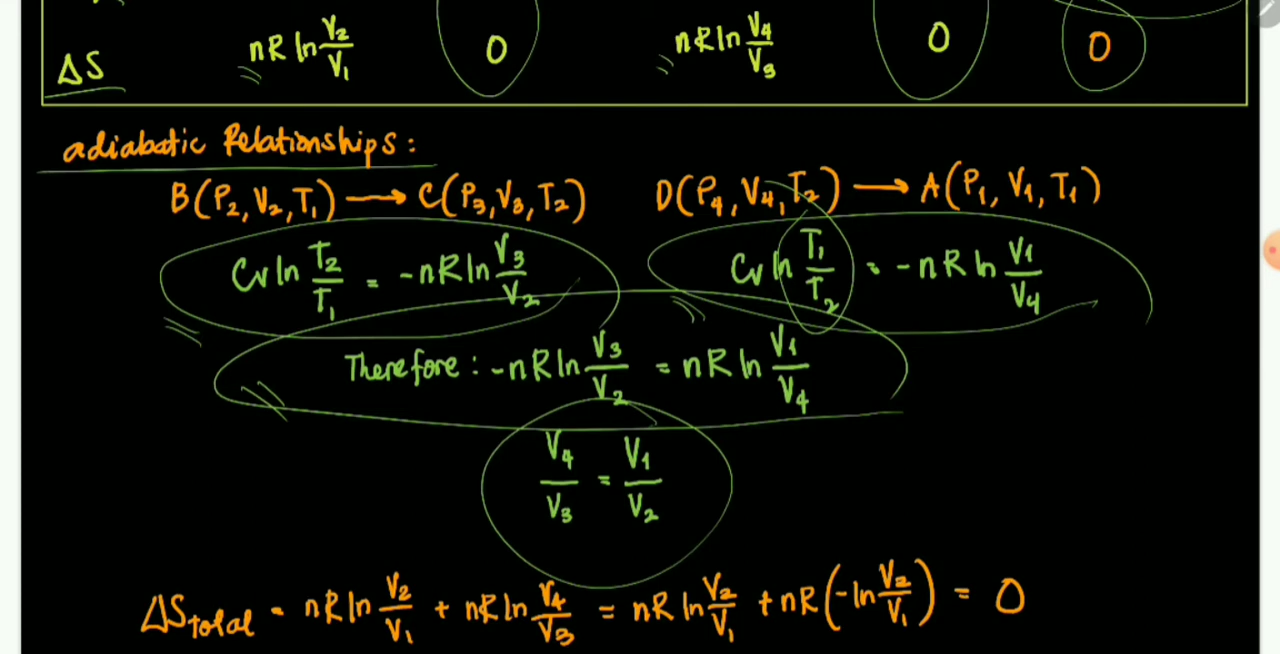 ΔS nR ln V₂/V₁ 0 nR ln V₄/V₃ 0 0
adiabatic Relationships:
B(P₂, V₂, T₁) → C(P₃, V₃, T₂) D(P₄, V₄, T₂) → A(P₁, V₁, T₁)
Cv ln T₂/T₁ = -nR ln V₃/V₂ Cv ln T₁/T₂ = -nR ln V₁/V₄
Therefore: -nR ln V₃/V₂ = nR ln V₁/V₄
V₄/V₃ = V₁/V₂
ΔStotal = nR ln V₂/V₁ + nR ln V₄/V₃ = nR ln V₂/V₁ + nR(-ln V₂/V₁) = 0